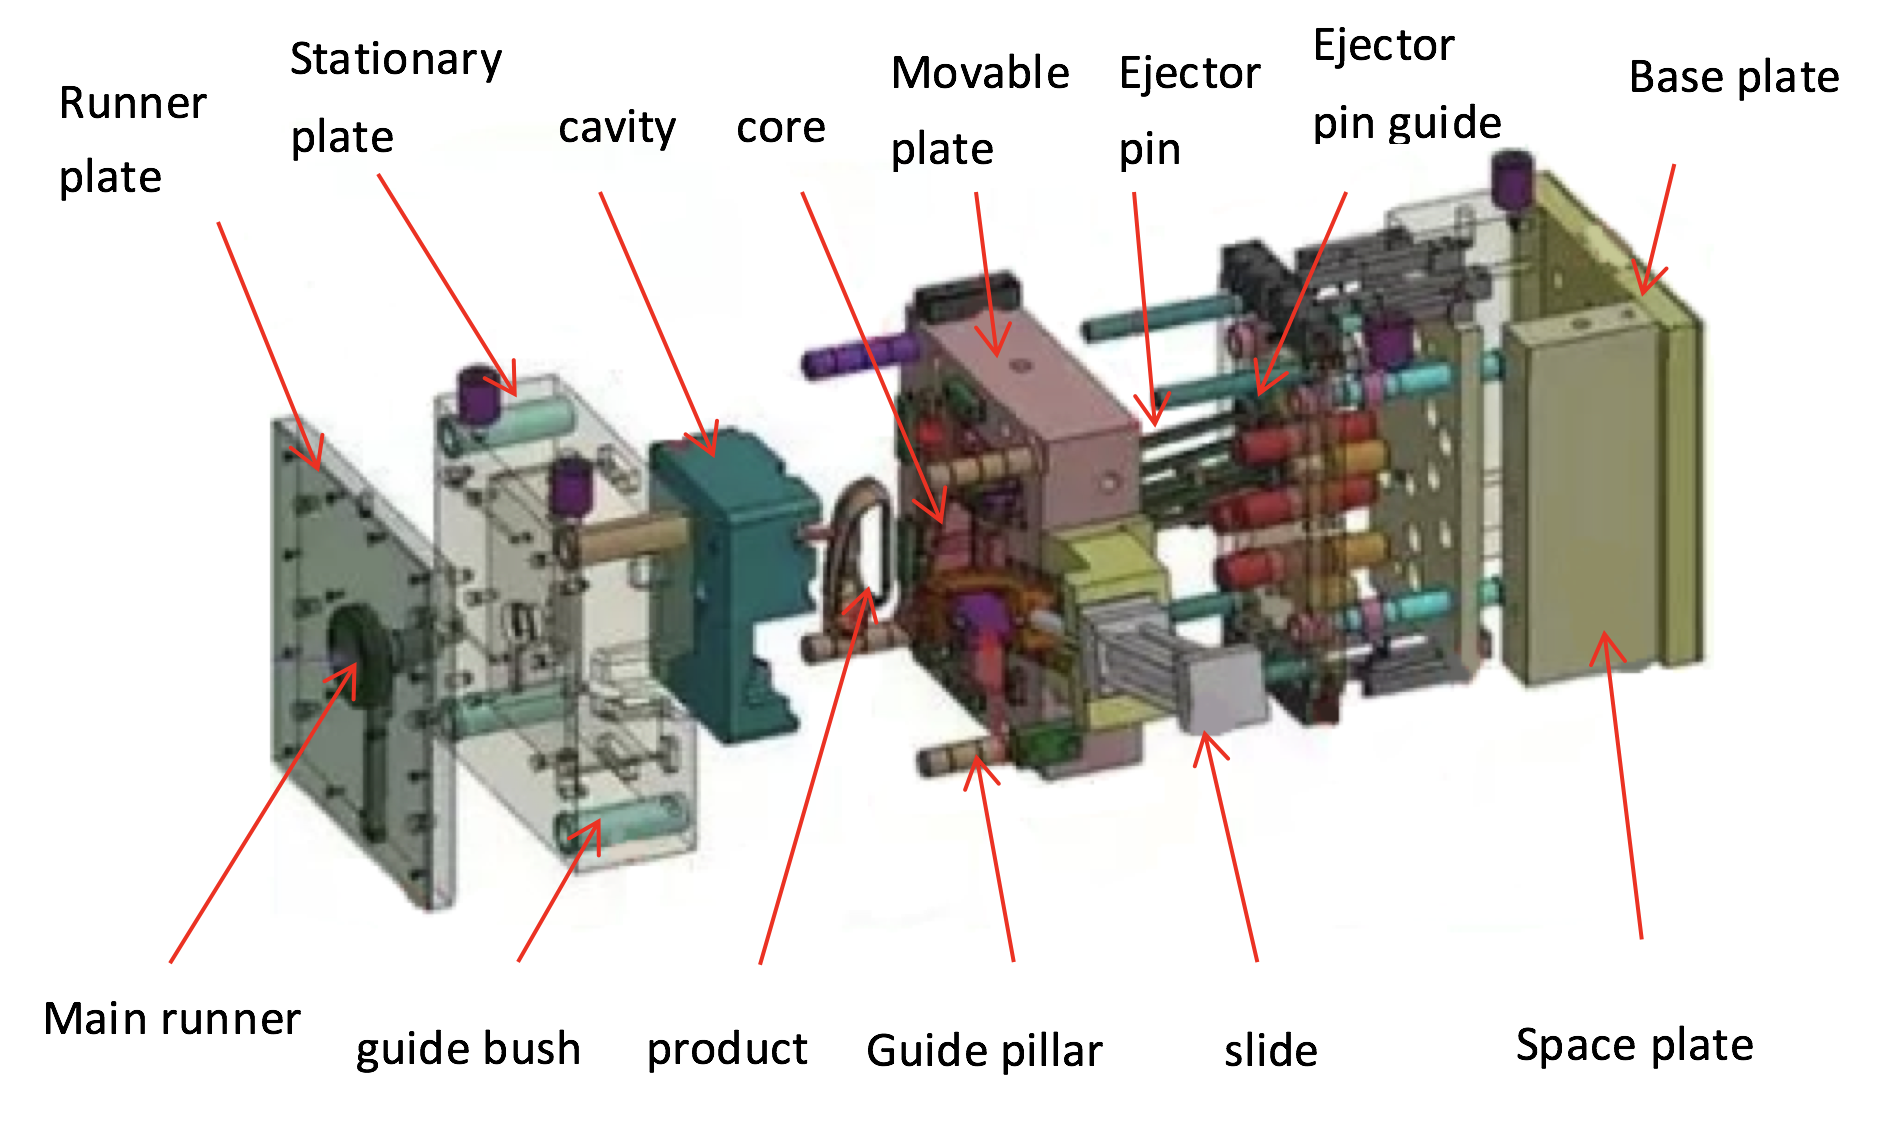 Runner
plate
Stationary
plate
cavity
core
Movable
plate
Ejector
pin
Ejector
pin guide
Base plate
Main runner
guide bush
product
Guide pillar
slide
Space plate